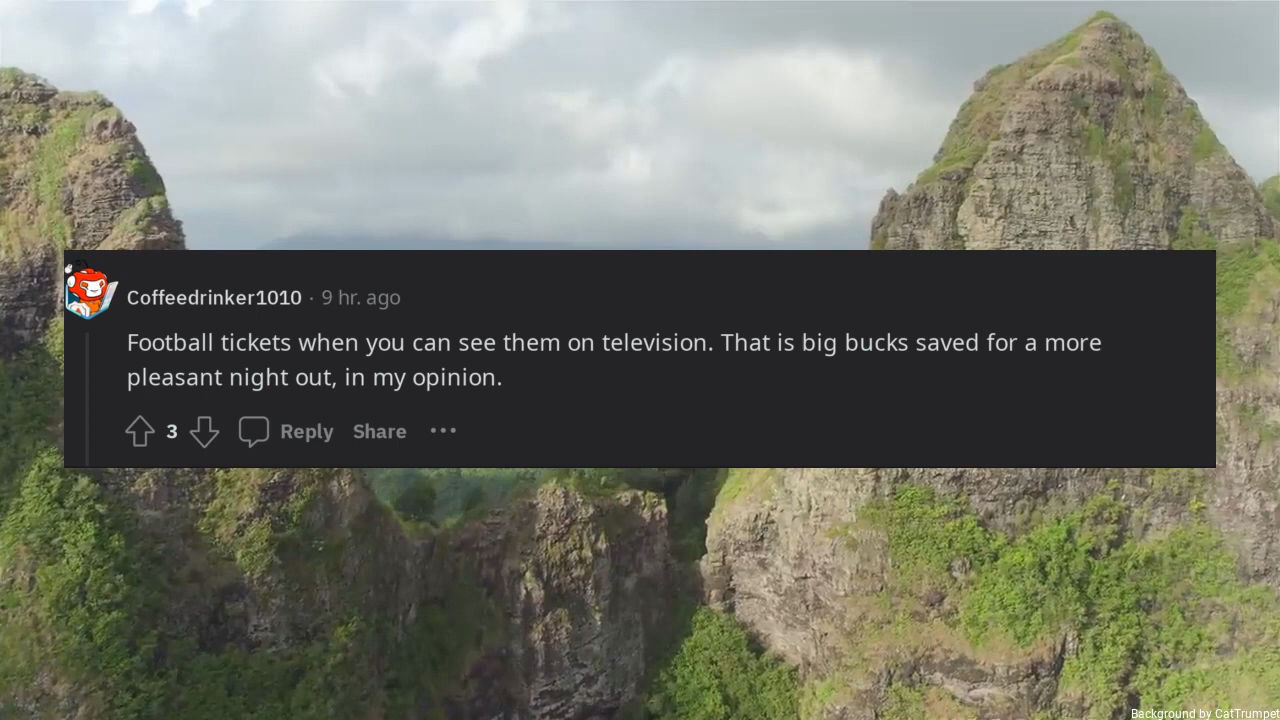 Coffeedrinker1010 · 9 hr. ago
Football tickets when you can see them on television. That is big bucks saved for a more
pleasant night out, in my opinion.
3 Reply Share ···
Background by CatTrumpet